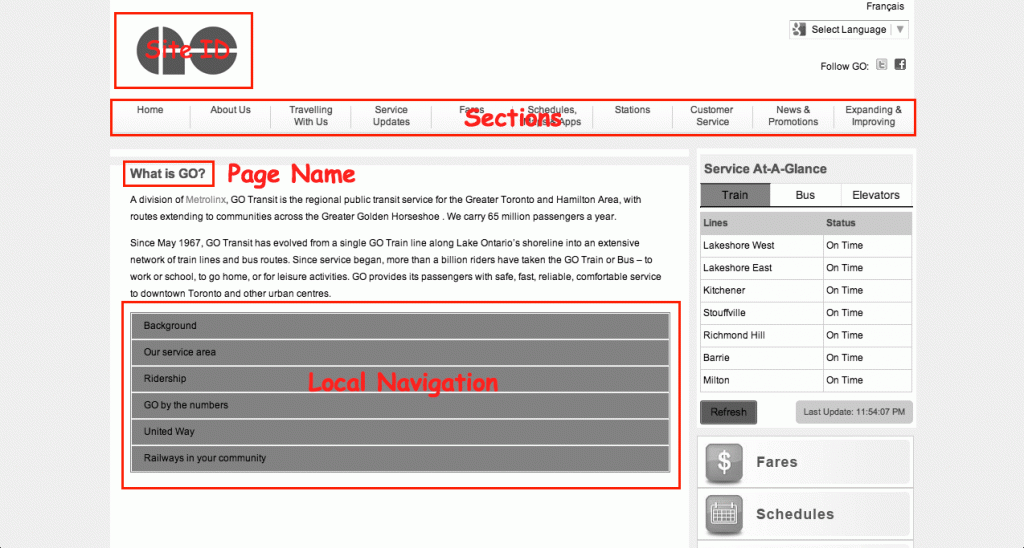 Français
Select Language
Follow GO:
Site ID
Home
About Us
Travelling
With Us
Service
Updates
Fares
Schedules,
Maps & Apps
Stations
Customer
Service
News &
Promotions
Expanding &
Improving
Sections
What is GO?
Page Name
A division of Metrolinx, GO Transit is the regional public transit service for the Greater Toronto and Hamilton Area, with
routes extending to communities across the Greater Golden Horseshoe . We carry 65 million passengers a year.
Since May 1967, GO Transit has evolved from a single GO Train line along Lake Ontario's shoreline into an extensive
network of train lines and bus routes. Since service began, more than a billion riders have taken the GO Train or Bus – to
work or school, to go home, or for leisure activities. GO provides its passengers with safe, fast, reliable, comfortable service
to downtown Toronto and other urban centres.
Background
Our service area
Ridership
Local Navigation
GO by the numbers
United Way
Railways in your community
Service At-A-Glance
Train Bus Elevators
Lines Status
Lakeshore West On Time
Lakeshore East On Time
Kitchener On Time
Stouffville On Time
Richmond Hill On Time
Barrie On Time
Milton On Time
Refresh Last Update: 11:54:07 PM
$ Fares
Schedules